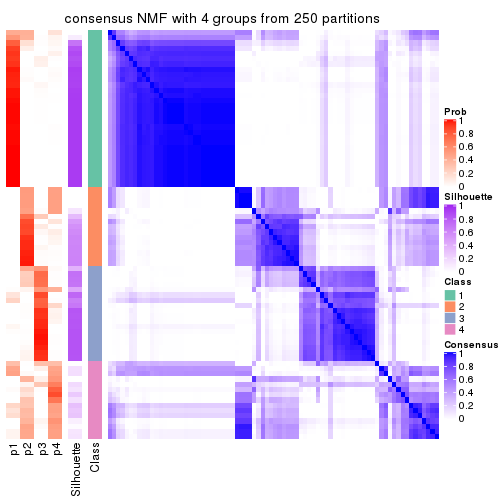 consensus NMF with 4 groups from 250 partitions
Prob
1
0.8
0.6
0.4
0.2
0
Silhouette
1
0.8
0.6
0.4
0.2
0
Class
1
2
3
4
Consensus
1
0.8
0.6
0.4
0.2
0
p1
p2
p3
p4
Silhouette
Class